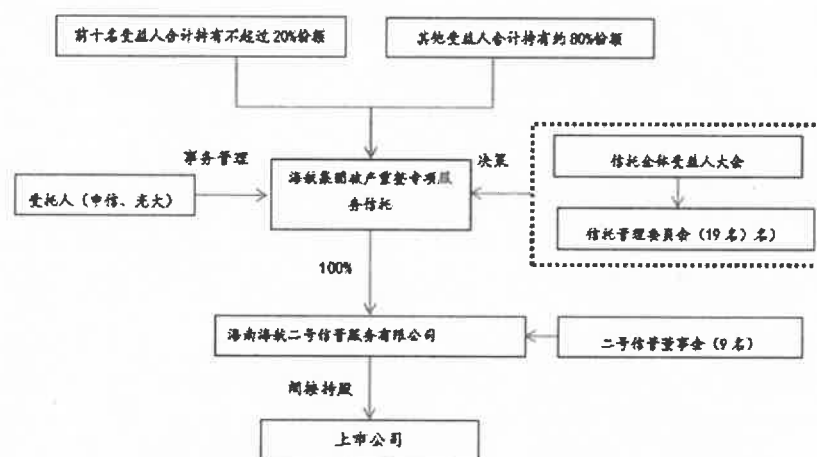 前十名受益人合计持有不超过20%份额
其他受益人合计持有约80%份额
事务管理
决策
信托全体受益人大会
受托人（中信、光大）
海航集团破产重整专项服
务信托
信托管理委员会（19名）名）
100%
海南海航二号信管服务有限公司
二号信管董事会（9名）
间接持股
上市公司